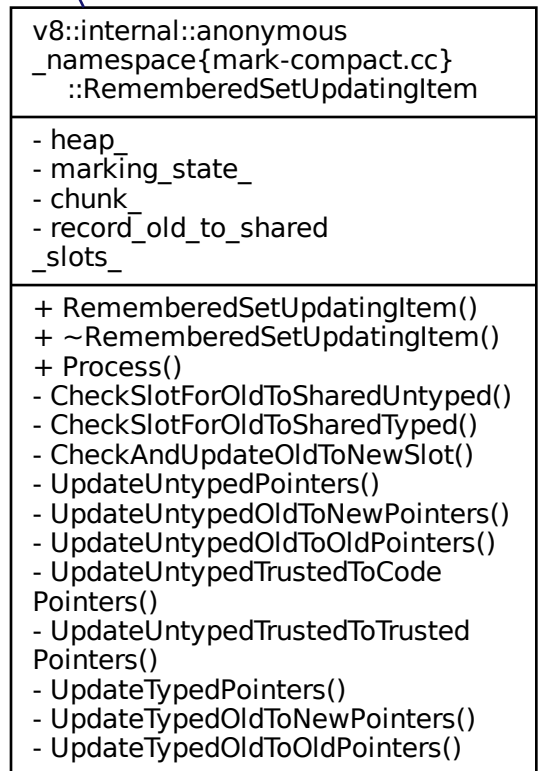 v8::internal::anonymous
_namespace{mark-compact.cc}
::RememberedSetUpdatingItem
- heap_
- marking_state_
- chunk_
- record_old_to_shared
_slots_
+ RememberedSetUpdatingItem()
+ ~RememberedSetUpdatingItem()
+ Process()
- CheckSlotForOldToSharedUntyped()
- CheckSlotForOldToSharedTyped()
- CheckAndUpdateOldToNewSlot()
- UpdateUntypedPointers()
- UpdateUntypedOldToNewPointers()
- UpdateUntypedOldToOldPointers()
- UpdateUntypedTrustedToCode
Pointers()
- UpdateUntypedTrustedToTrusted
Pointers()
- UpdateTypedPointers()
- UpdateTypedOldToNewPointers()
- UpdateTypedOldToOldPointers()